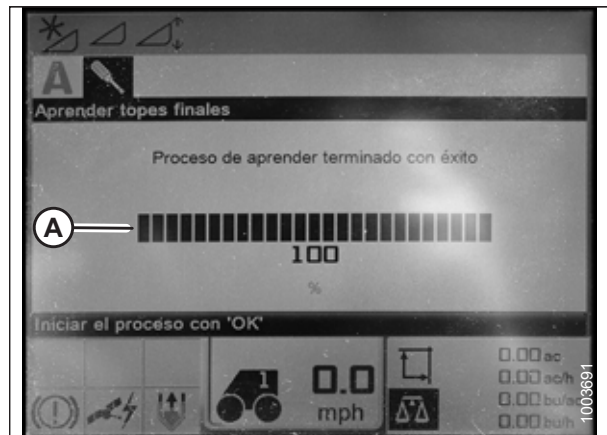 A
Aprender topes finales
Proceso de aprender terminado con éxito
A
100
%
Iniciar el proceso con 'OK'
1
0.0
mph
0.00 ac
0.00 ac/h
0.00 bu/ac
0.00 bu/h
1003691